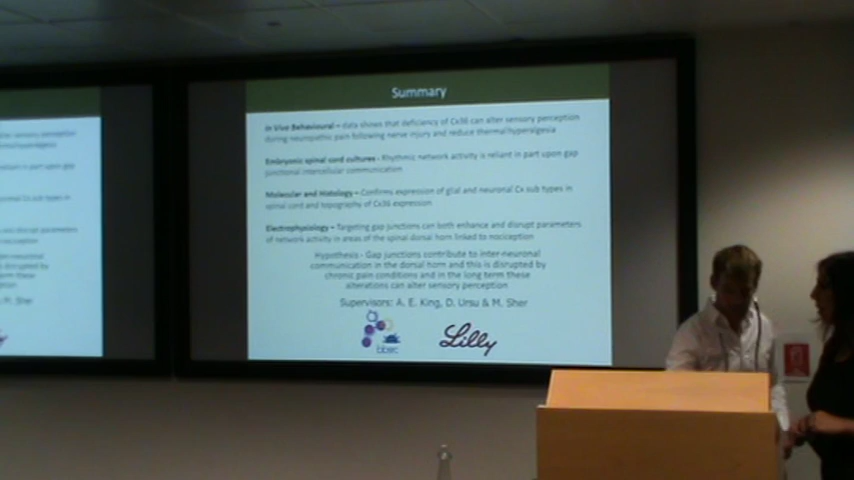 Summary
In Vivo Behavioural – data shows that deficiency of Cx36 can alter sensory perception
during neuropathic pain following nerve injury and reduce thermal hyperalgesia
Embryonic spinal cord cultures - Rhythmic network activity is reliant in part upon gap
junctional intercellular communication
Molecular and Histology – Confirms expression of glial and neuronal Cx sub types in
spinal cord and topography of Cx36 expression
Electrophysiology – Targeting gap junctions can both enhance and disrupt parameters
of network activity in areas of the spinal dorsal horn linked to nociception
Hypothesis - Gap junctions contribute to inter-neuronal
communication in the dorsal horn and this is disrupted by
chronic pain conditions and in the long term these
alterations can alter sensory perception
Supervisors: A. E. King, D. Ursu & M. Sher
bbsrc
Lilly